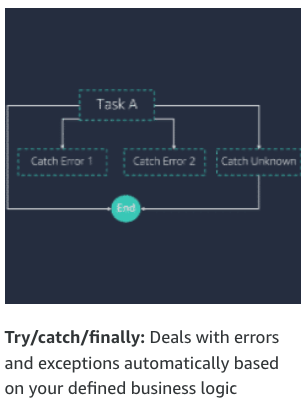 Task A
Catch Error 1
Catch Error 2
Catch Unknown
End
Try/catch/finally: Deals with errors
and exceptions automatically based
on your defined business logic